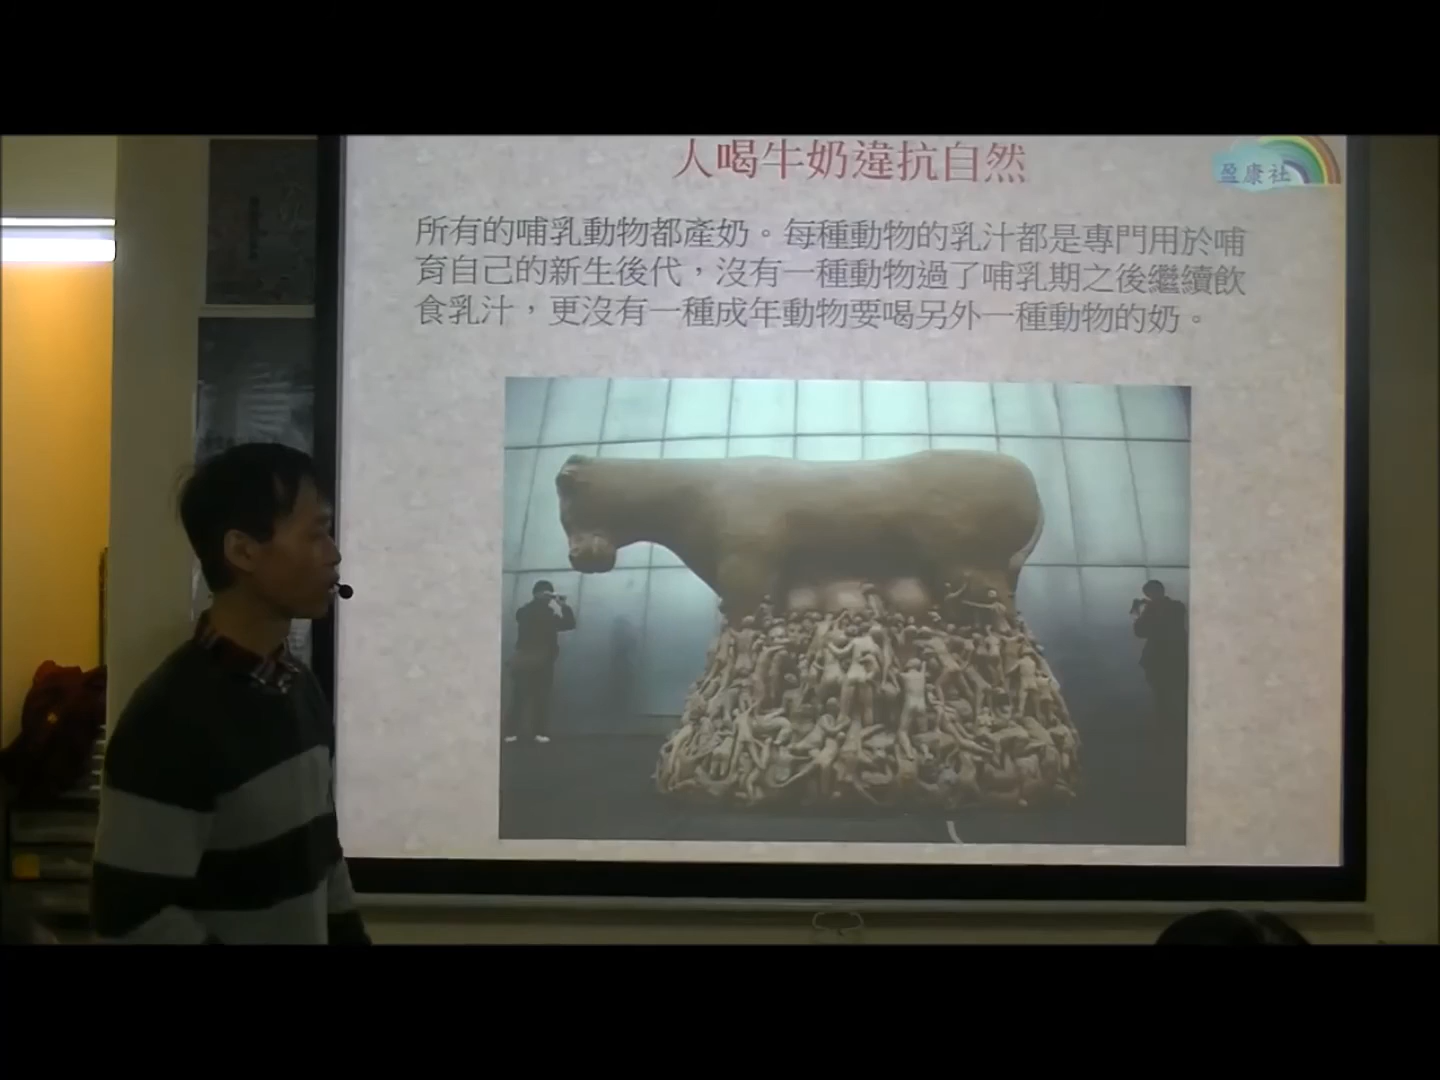 人喝牛奶違抗自然
盈康社
所有的哺乳動物都產奶。每種動物的乳汁都是專門用於哺
育自己的新生後代，沒有一種動物過了哺乳期之後繼續飲
食乳汁，更沒有一種成年動物要喝另外一種動物的奶。